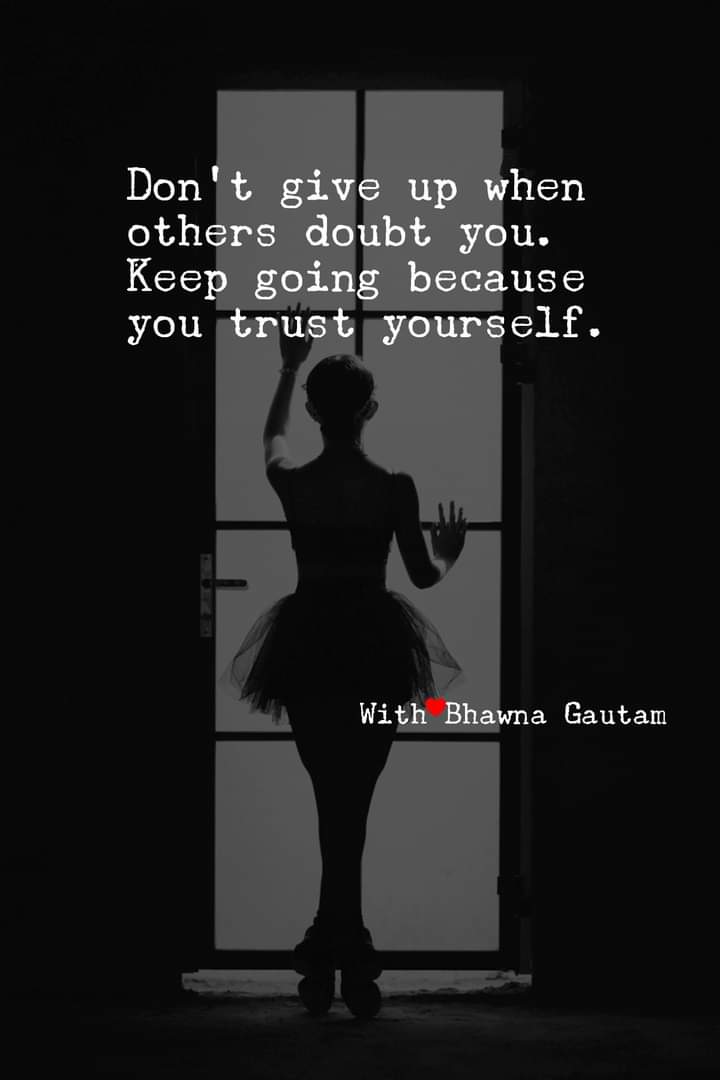 Don't give up when
others doubt you.
Keep going because
you trust yourself.
With❤Bhawna Gautam